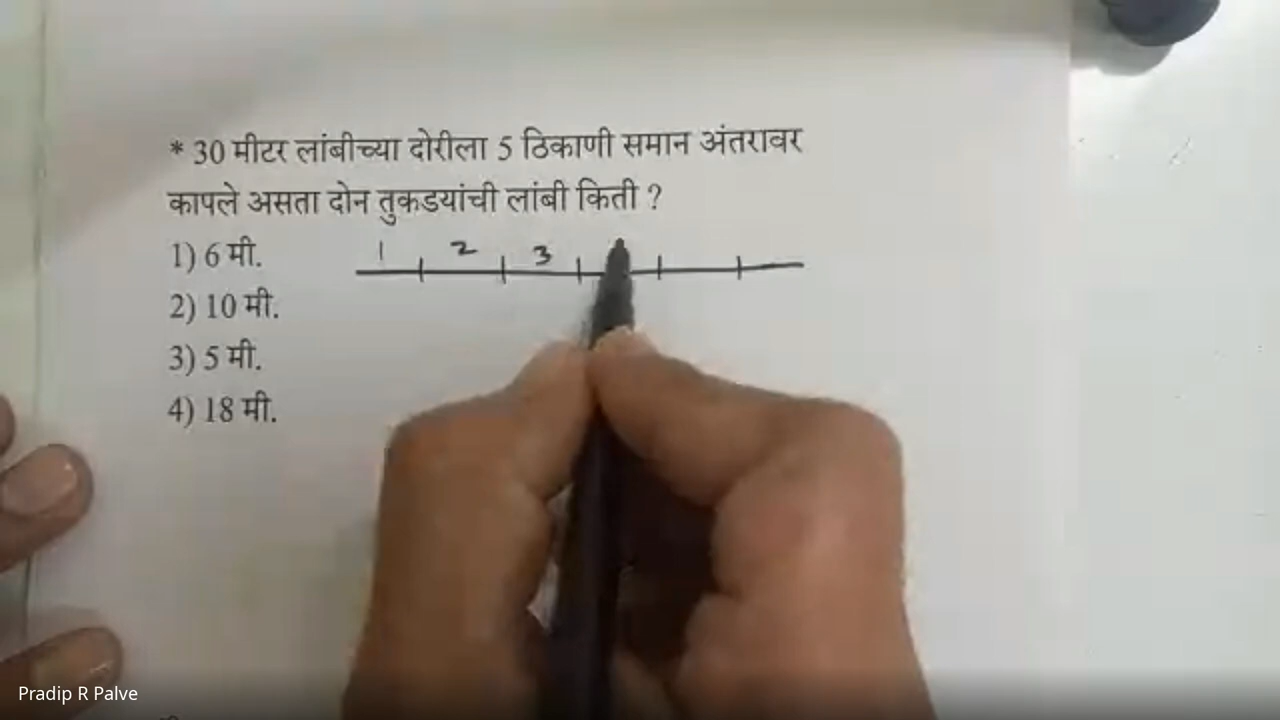 * 30 मीटर लांबीच्या दोरीला 5 ठिकाणी समान अंतरावर
कापले असता दोन तुकडयांची लांबी किती ?
1) 6 मी.
1 2 3
2) 10 मी.
3) 5 मी.
4) 18 मी.
Pradip R Palve